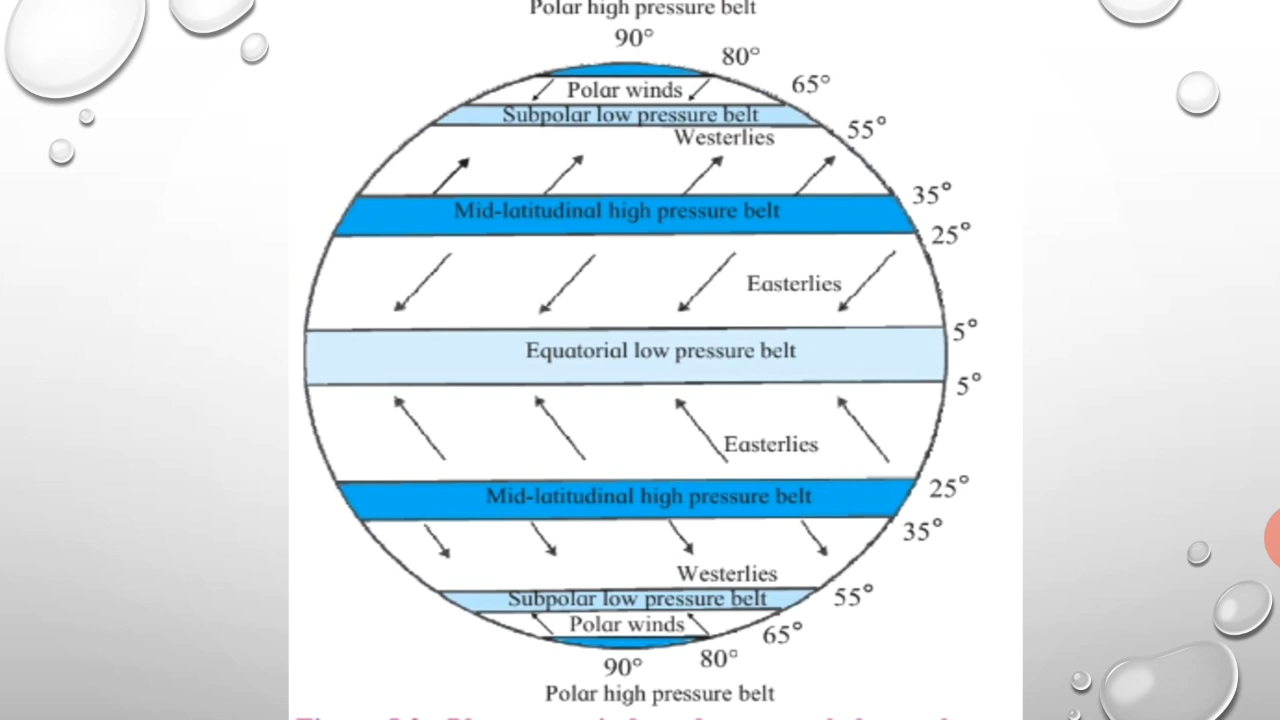 Polar high pressure belt
90°
80°
Polar winds
65°
Subpolar low pressure belt
55°
Westerlies
35°
Mid-latitudinal high pressure belt
25°
Easterlies
5°
Equatorial low pressure belt
5°
Easterlies
25°
Mid-latitudinal high pressure belt
35°
Westerlies
55°
Subpolar low pressure belt
Polar winds
65°
80°
90°
Polar high pressure belt